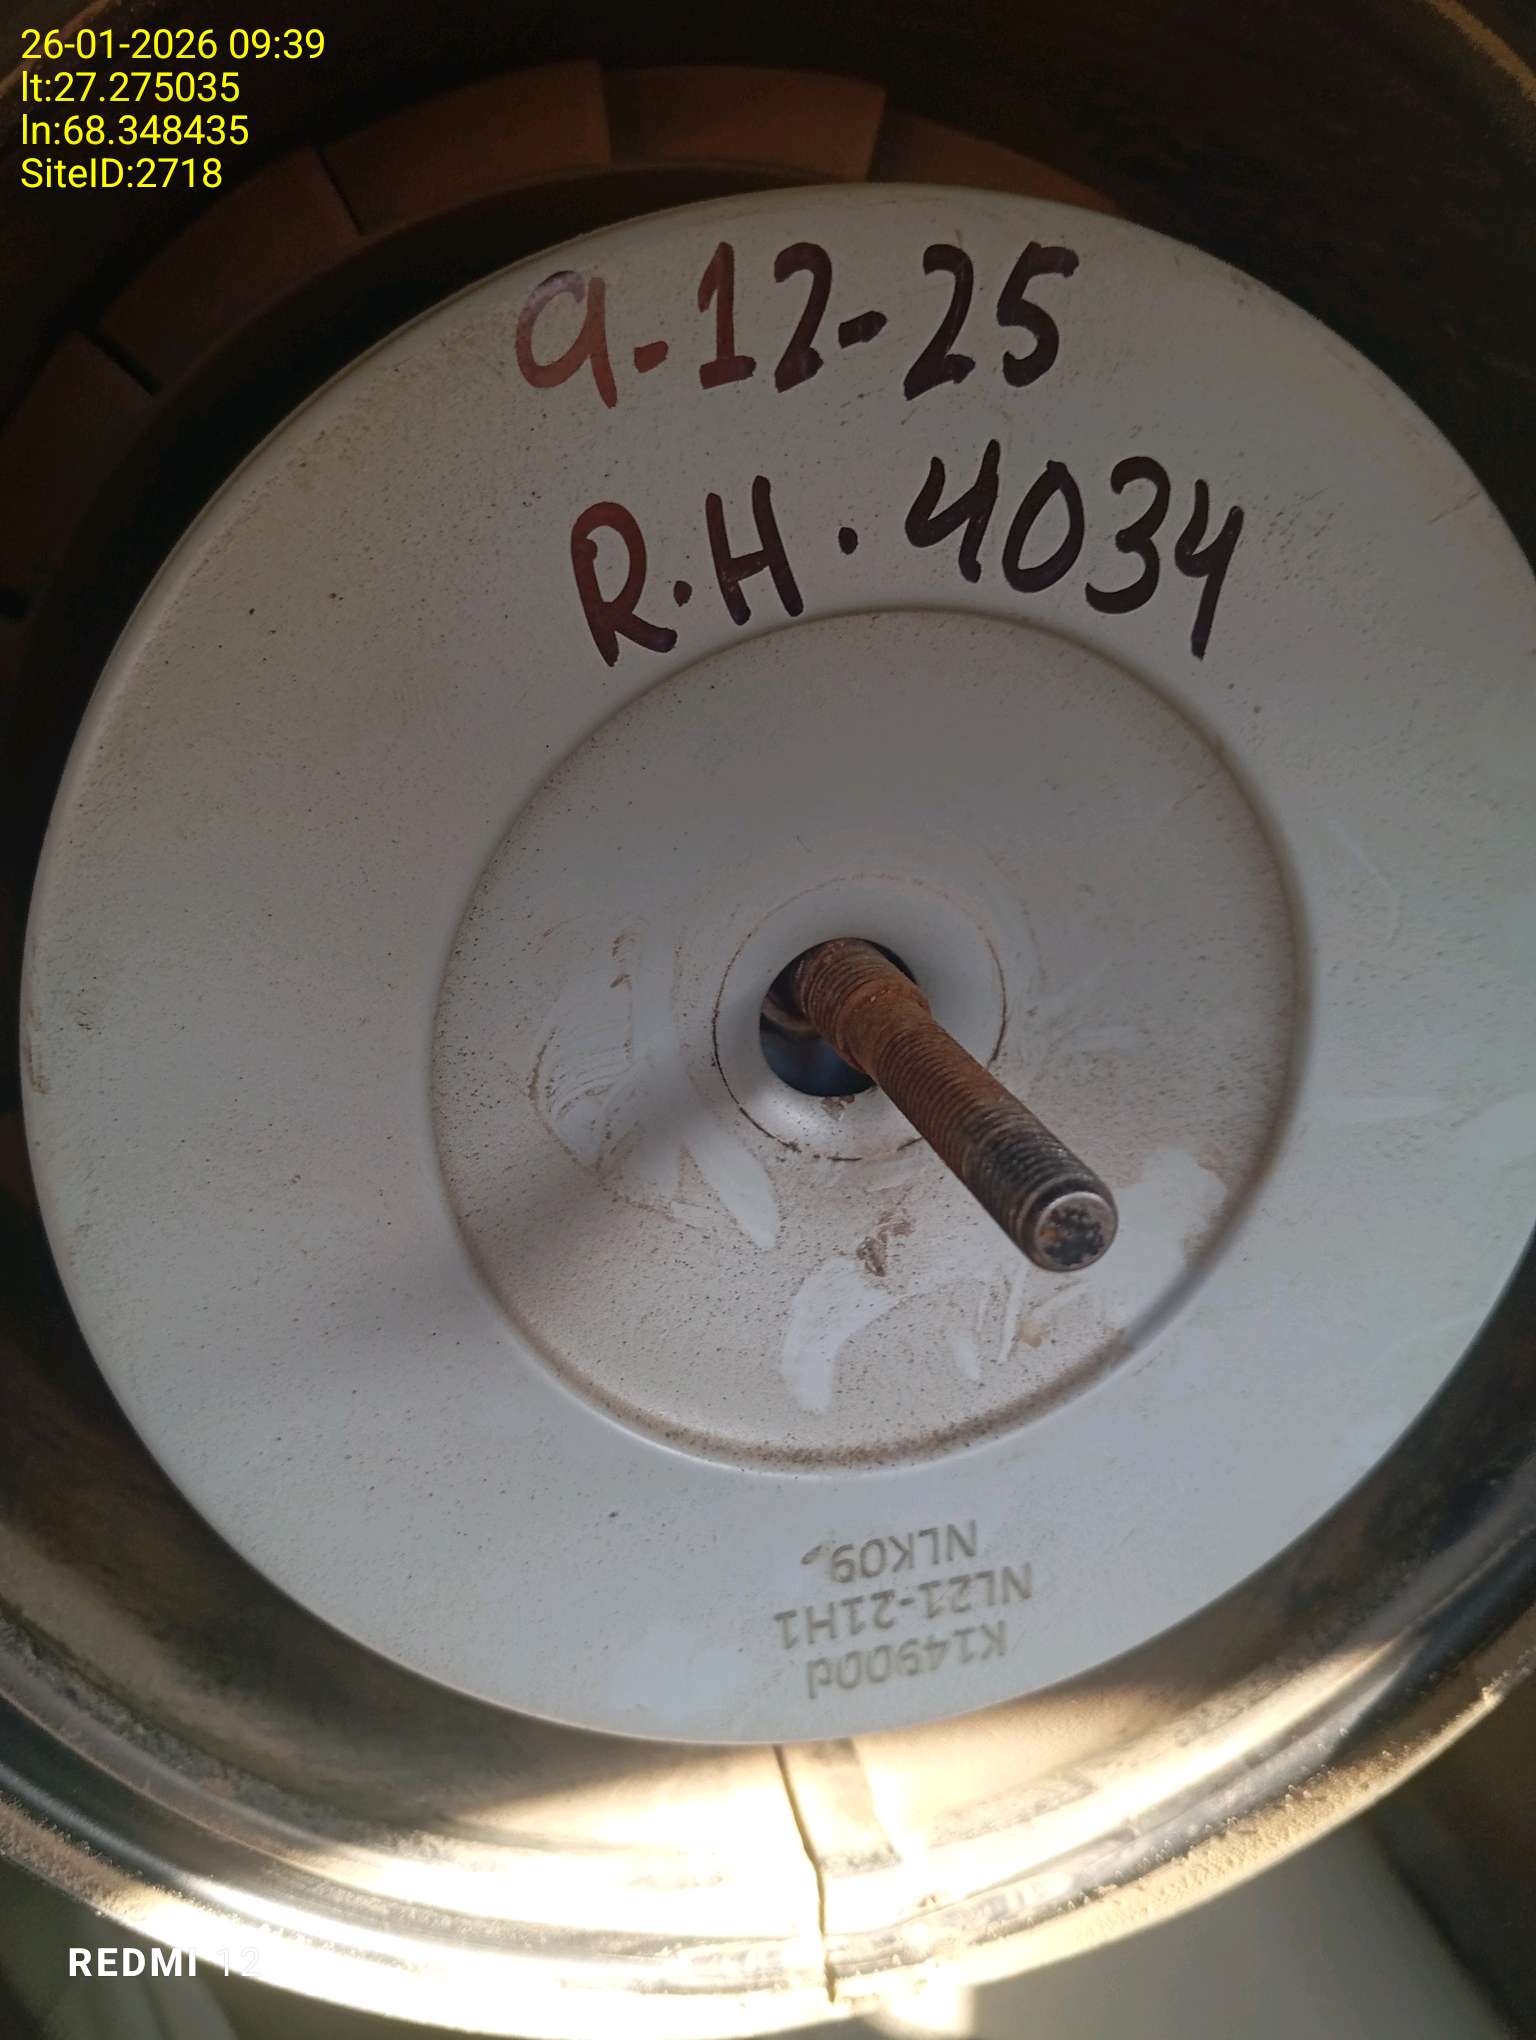 26-01-2026 09:39
lt:27.275035
ln:68.348435
SiteID:2718
9-12-25
R.H. 4034
K14900d
NL21-21H1
NLK09
REDMI 12